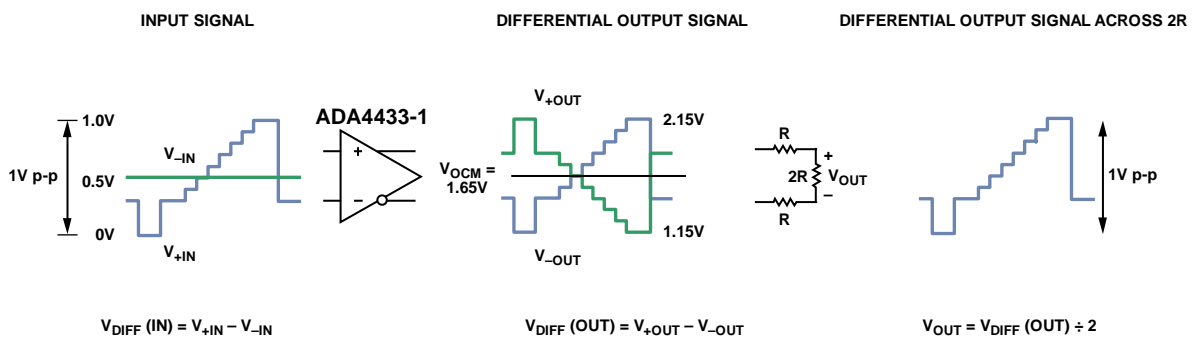 INPUT SIGNAL
DIFFERENTIAL OUTPUT SIGNAL
DIFFERENTIAL OUTPUT SIGNAL ACROSS 2R
1V p-p
1.0V
0.5V
0V
V–IN
V+IN
ADA4433-1
+
–
V+OUT
VOCM =
1.65V
V–OUT
2.15V
1.15V
R
2R
R
+
VOUT
–
1V p-p
VDIFF (IN) = V+IN – V–IN
VDIFF (OUT) = V+OUT – V–OUT
VOUT = VDIFF (OUT) ÷ 2